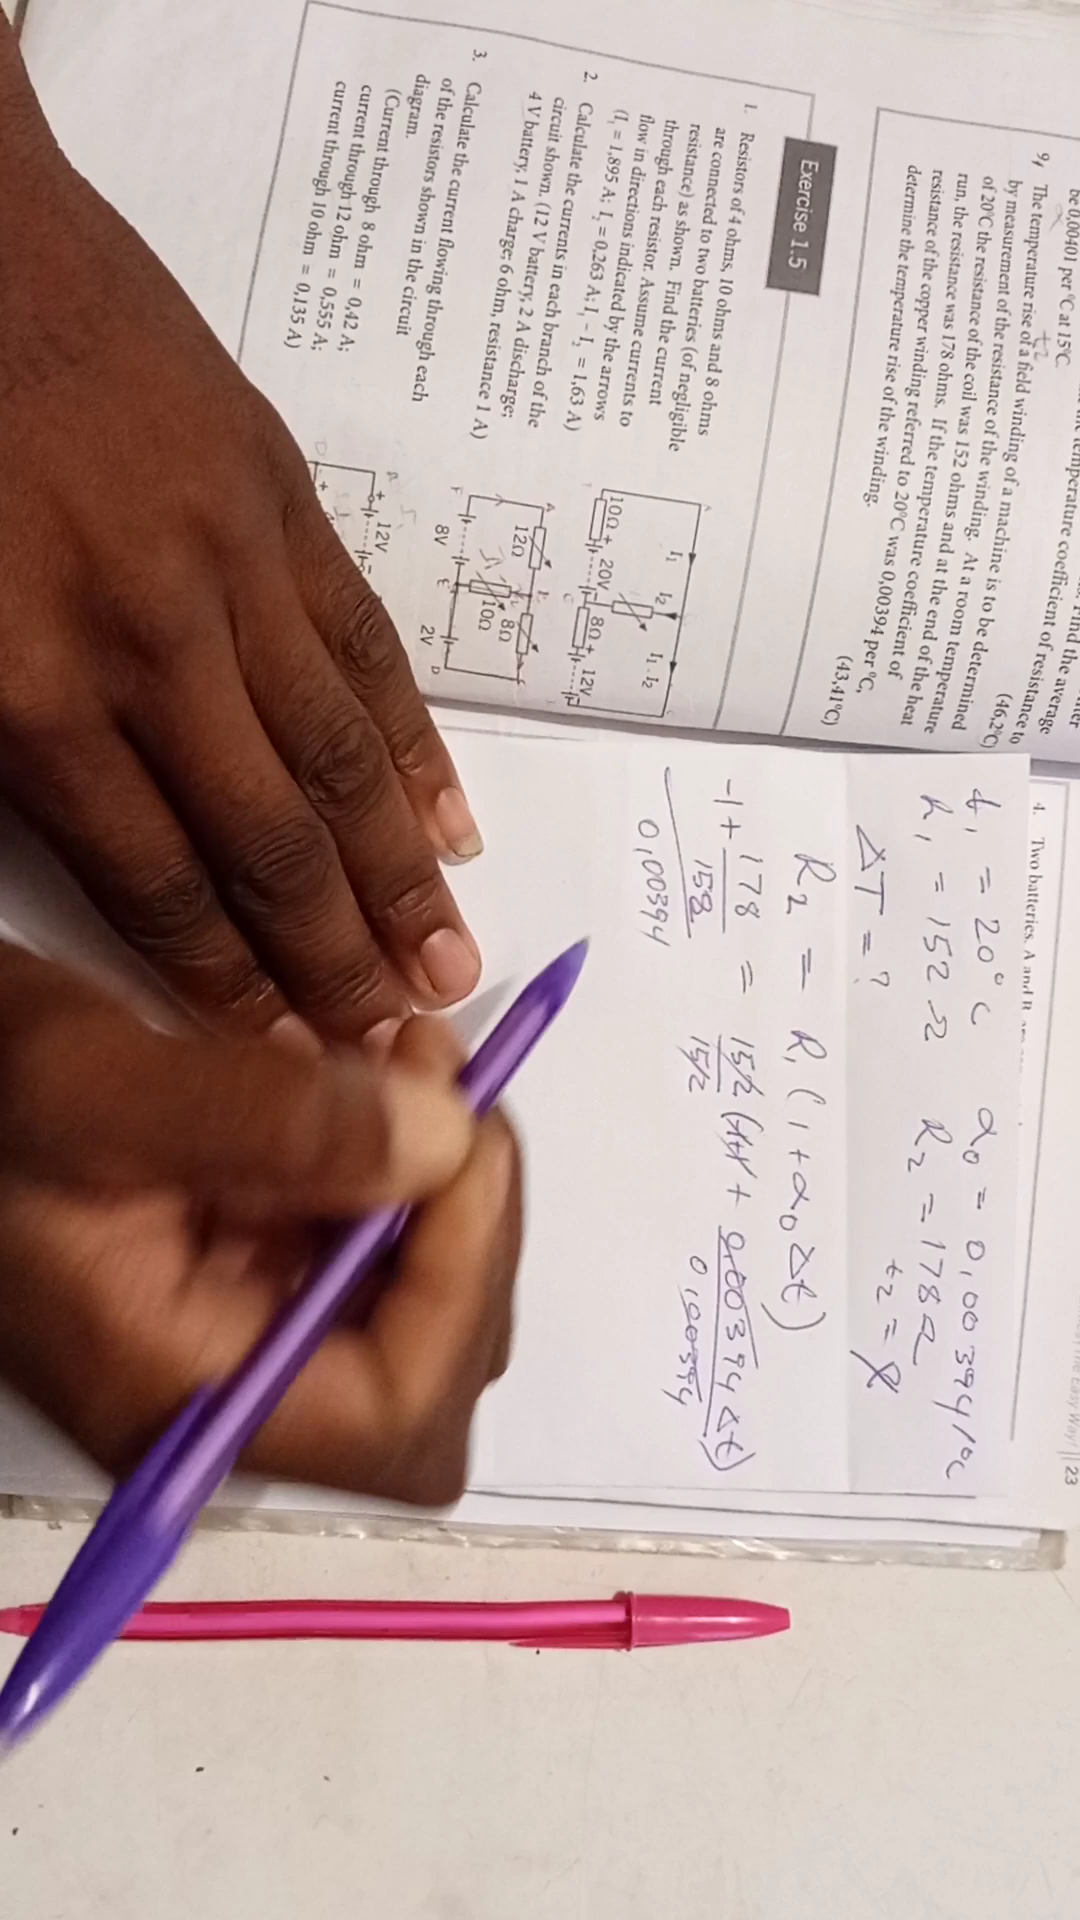 be 0,00401 per °C at 15°C.
(46,2°C)
9, The temperature rise of a field winding of a machine is to be determined
by measurement of the resistance of the winding. At a room temperature
of 20°C the resistance of the coil was 152 ohms and at the end of the heat
run, the resistance was 178 ohms. If the temperature coefficient of
resistance of the copper winding referred to 20°C was 0,00394 per °C,
determine the temperature rise of the winding.
(43,41°C)
t2
Exercise 1.5
1. Resistors of 4 ohms, 10 ohms and 8 ohms
are connected to two batteries (of negligible
resistance) as shown. Find the current
through each resistor. Assume currents to
flow in directions indicated by the arrows
(I₁ = 1,895 A; I₂ = 0,263 A; I₁ – I₂ = 1,63 A)
I₁ I₂ I₁ - I₂
10Ω + 20V 8Ω + 12V
2. Calculate the currents in each branch of the
circuit shown. (12 V battery, 2 A discharge;
4 V battery, 1 A charge; 6 ohm, resistance 1 A)
A
12Ω 8Ω
10Ω
F 8V E 2V D
3. Calculate the current flowing through each
of the resistors shown in the circuit
diagram.
(Current through 8 ohm = 0,42 A;
current through 12 ohm = 0,555 A;
current through 10 ohm = 0,135 A)
+ 12V
23
4. Two batteries, A and B
t₁ = 20°C α₀ = 0,00394/°C
R₁ = 152 Ω R₂ = 178Ω
ΔT = ? t₂ = X
R₂ = R₁ (1 + α₀ Δt)
-1 + 178 = 152 (1+1 + 0,00394 Δt)
152 152 0,00394
0,00394